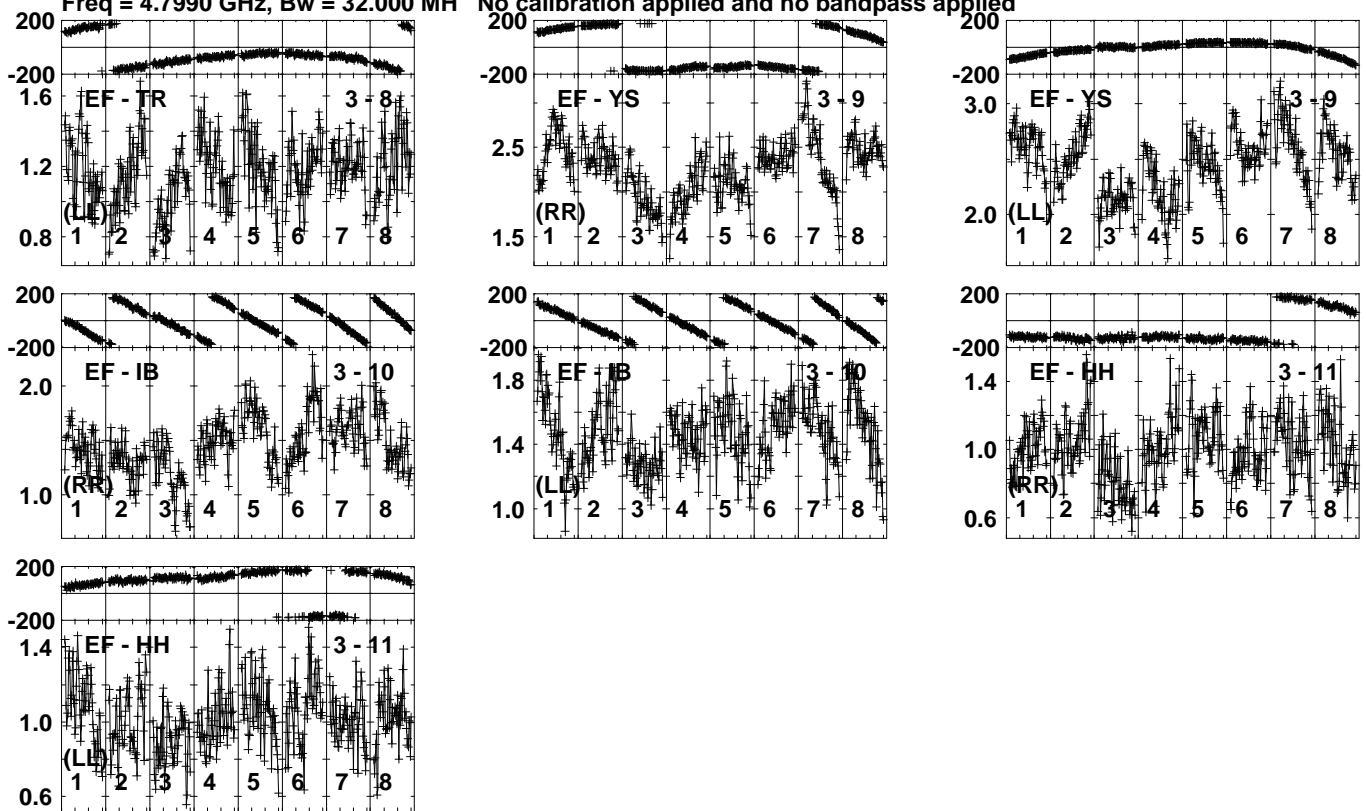 Freq = 4.7990 GHz, Bw = 32.000 MH No calibration applied and no bandpass applied
200
-200
1.6
1.2
0.8
EF - TR 3 - 8
(LL)
1 2 3 4 5 6 7 8
200
-200
2.5
1.5
EF - YS 3 - 9
(RR)
1 2 3 4 5 6 7 8
200
-200
3.0
2.0
EF - YS 3 - 9
(LL)
1 2 3 4 5 6 7 8
200
-200
2.0
1.0
EF - IB 3 - 10
(RR)
1 2 3 4 5 6 7 8
200
-200
1.8
1.4
1.0
EF - IB 3 - 10
(LL)
1 2 3 4 5 6 7 8
200
-200
1.4
1.0
0.6
EF - HH 3 - 11
(RR)
1 2 3 4 5 6 7 8
200
-200
1.4
1.0
0.6
EF - HH 3 - 11
(LL)
1 2 3 4 5 6 7 8